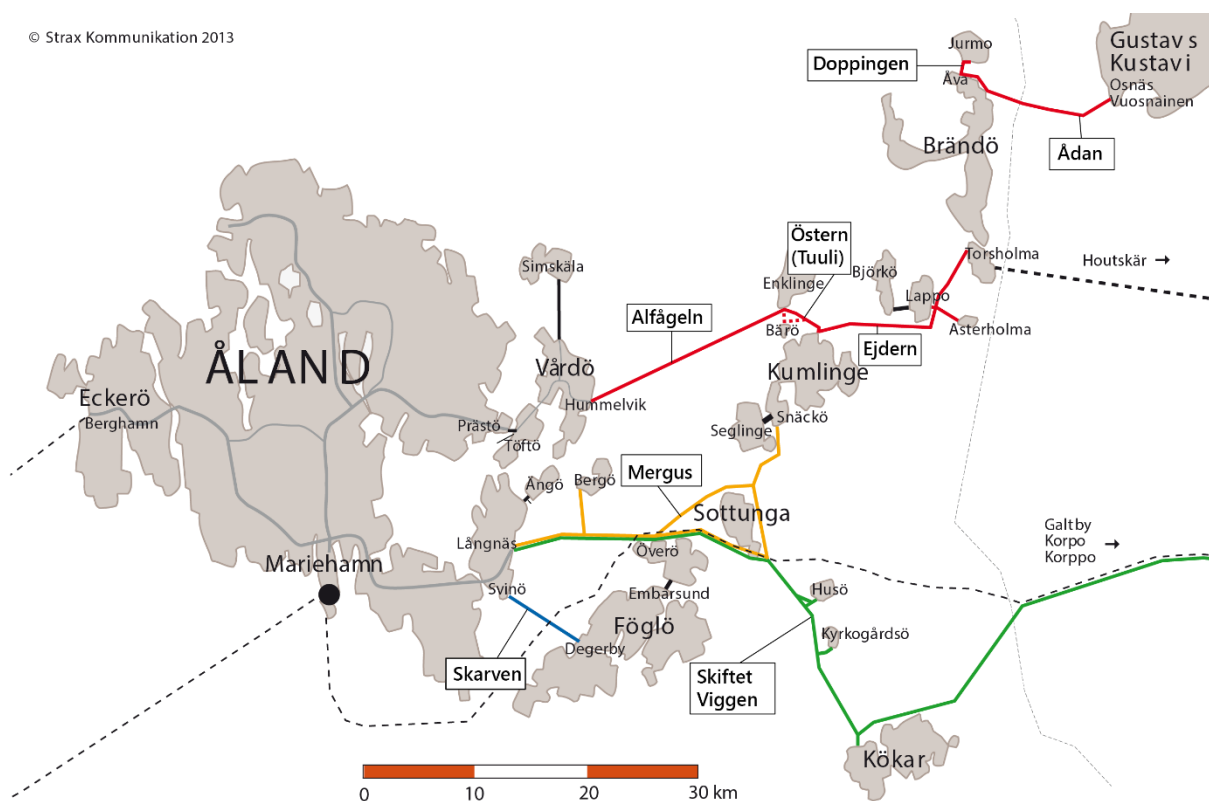 © Strax Kommunikation 2013
Jurmo
Doppingen
Åva
Gustavs
Kustavi
Osnäs
Vuosnainen
Brändö
Ådan
Östern
(Tuuli)
Simskäla
Enklinge
Björkö
Torsholma
Houtskär →
Lappo
Alfågeln
Bärö
Asterholma
Ejdern
ÅLAND
Vårdö
Kumlinge
Eckerö
Berghamn
Hummelvik
Prästö
Töftö
Snäckö
Seglinge
Ängö
Bergö
Mergus
Sottunga
Långnäs
Överö
Galtby
Korpo →
Korppo
Mariehamn
Svinö
Embarsund
Husö
Föglö
Kyrkogårdsö
Degerby
Skarven
Skiftet
Viggen
Kökar
0 10 20 30 km